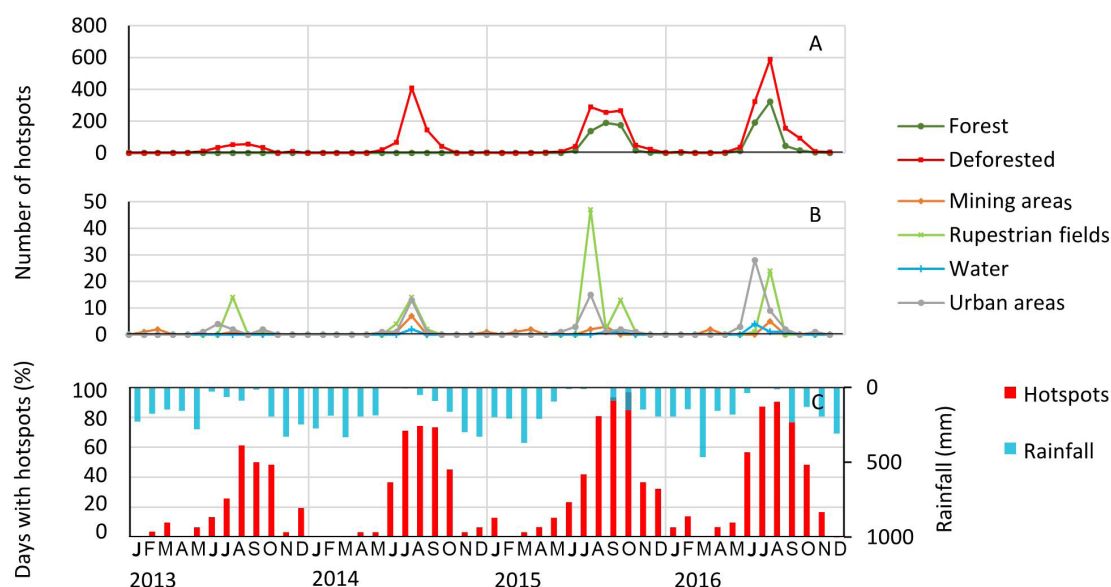 800
600
400
200
0
Number of hotspots
A
50
40
30
20
10
0
B
Forest
Deforested
Mining areas
Rupestrian fields
Water
Urban areas
100
80
60
40
20
0
Days with hotspots (%)
C
0
500
1000
Rainfall (mm)
Hotspots
Rainfall
J F M A M J J A S O N D J F M A M J J A S O N D J F M A M J J A S O N D J F M A M J J A S O N D
2013 2014 2015 2016